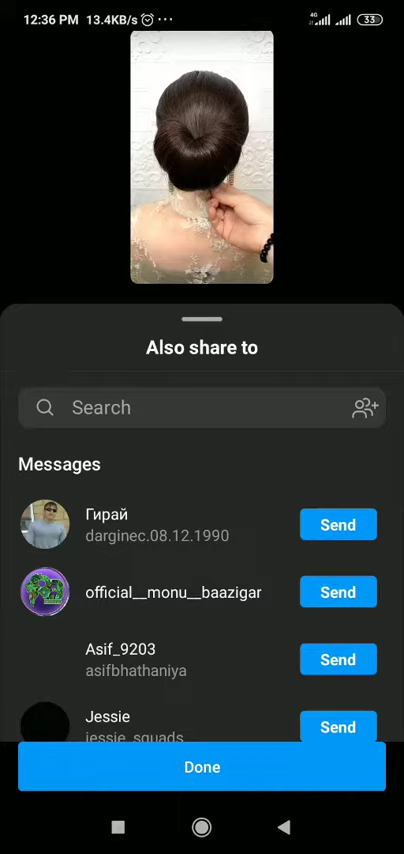 12:36 PM 13.4KB/s ...
4G
33
Also share to
Search
Messages
Гирай
darginec.08.12.1990
Send
official__monu__baazigar
Send
Asif_9203
asifbhathaniya
Send
Jessie
jessie_squads
Send
Done